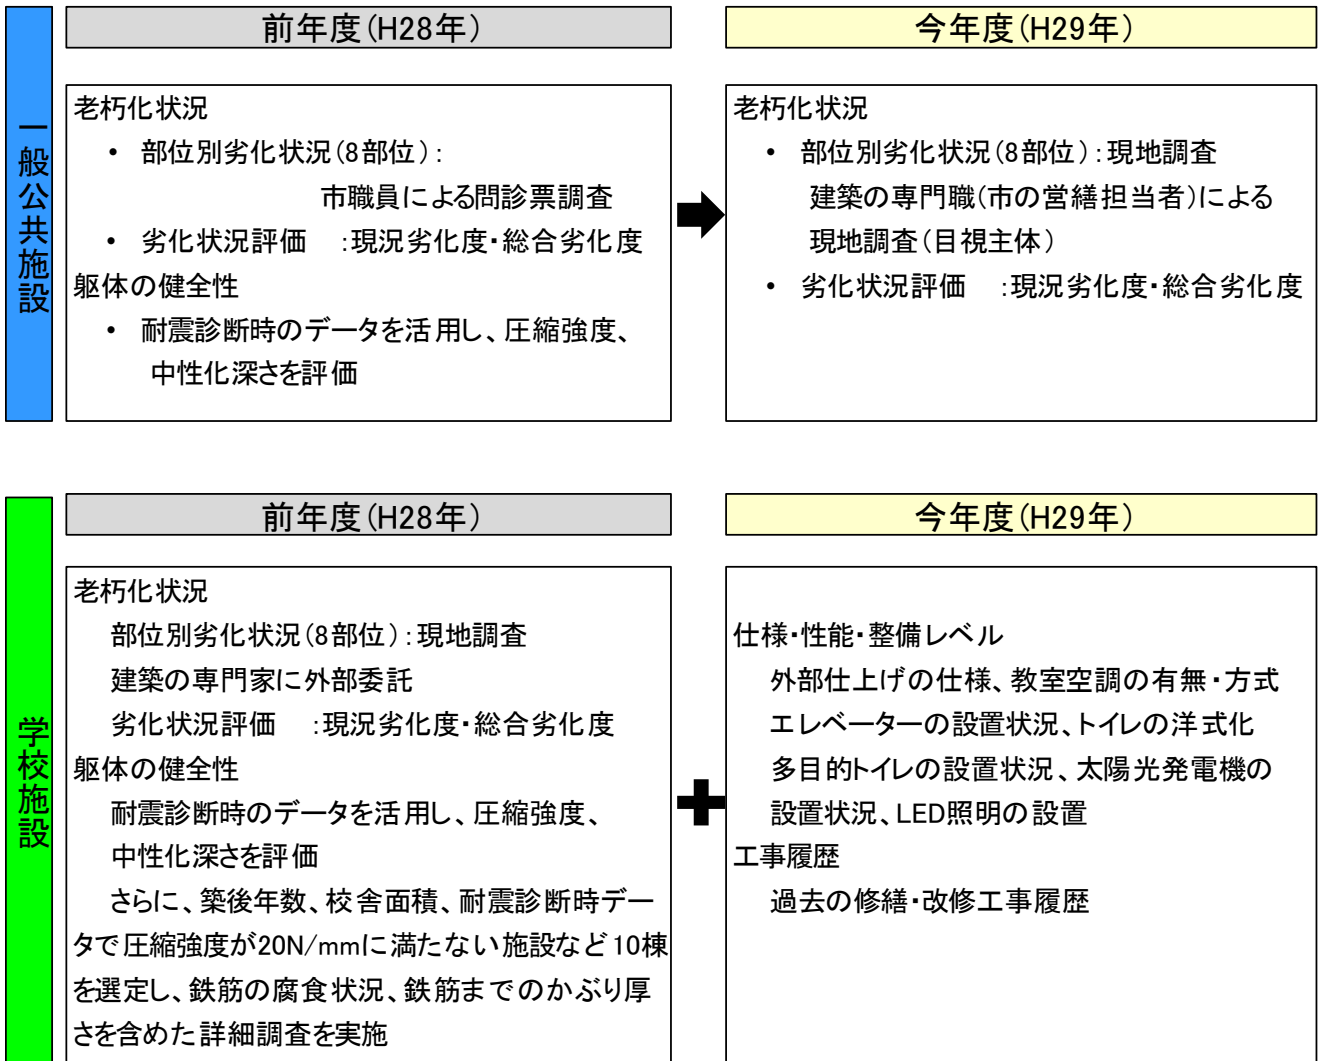 一般公共施設
前年度(H28年)
老朽化状況
• 部位別劣化状況(8部位):
市職員による問診票調査
• 劣化状況評価 :現況劣化度・総合劣化度
躯体の健全性
• 耐震診断時のデータを活用し、圧縮強度、
中性化深さを評価
今年度(H29年)
老朽化状況
• 部位別劣化状況(8部位):現地調査
建築の専門職(市の営繕担当者)による
現地調査(目視主体)
• 劣化状況評価 :現況劣化度・総合劣化度
学校施設
前年度(H28年)
老朽化状況
部位別劣化状況(8部位):現地調査
建築の専門家に外部委託
劣化状況評価 :現況劣化度・総合劣化度
躯体の健全性
耐震診断時のデータを活用し、圧縮強度、
中性化深さを評価
さらに、築後年数、校舎面積、耐震診断時デー
タで圧縮強度が20N/mmに満たない施設など10棟
を選定し、鉄筋の腐食状況、鉄筋までのかぶり厚
さを含めた詳細調査を実施
今年度(H29年)
仕様・性能・整備レベル
外部仕上げの仕様、教室空調の有無・方式
エレベーターの設置状況、トイレの洋式化
多目的トイレの設置状況、太陽光発電機の
設置状況、LED照明の設置
工事履歴
過去の修繕・改修工事履歴